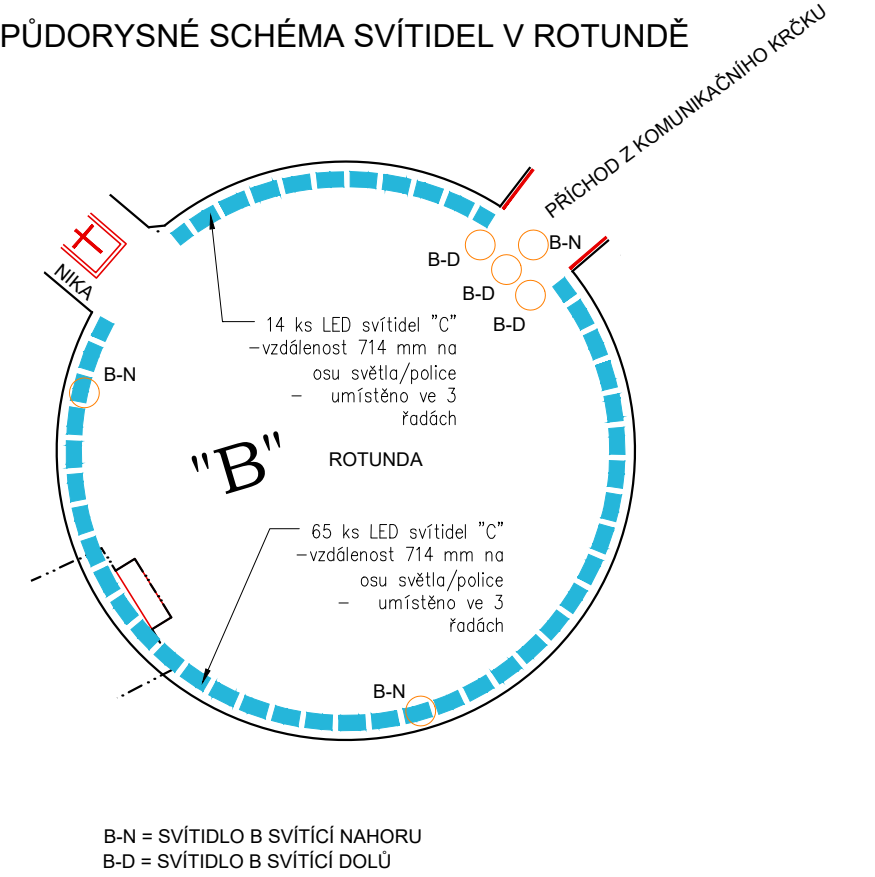 PŮDORYSNÉ SCHÉMA SVÍTIDEL V ROTUNDĚ
PŘÍCHOD Z KOMUNIKAČNÍHO KRČKU
B-D
B-N
B-D
B-D
NIKA
14 ks LED svítidel "C"
-vzdálenost 714 mm na
osu světla/police
- umístěno ve 3
řadách
B-N
"B"
ROTUNDA
65 ks LED svítidel "C"
-vzdálenost 714 mm na
osu světla/police
- umístěno ve 3
řadách
B-N
B-N = SVÍTIDLO B SVÍTÍCÍ NAHORU
B-D = SVÍTIDLO B SVÍTÍCÍ DOLŮ